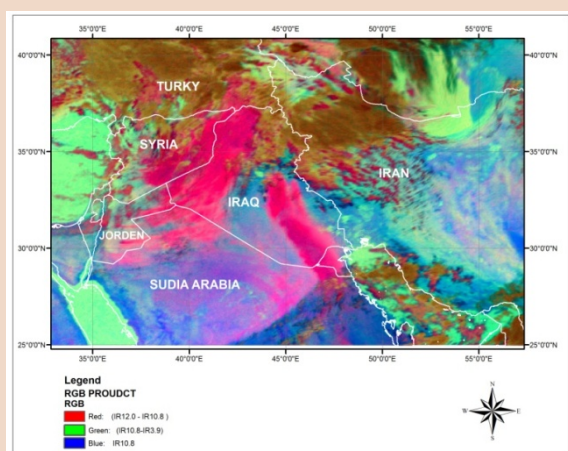 35°0'0"E 40°0'0"E 45°0'0"E 50°0'0"E 55°0'0"E
40°0'0"N 40°0'0"N
TURKY
SYRIA
35°0'0"N 35°0'0"N
IRAN
IRAQ
JORDEN
30°0'0"N 30°0'0"N
SUDIA ARABIA
25°0'0"N 25°0'0"N
35°0'0"E 40°0'0"E 45°0'0"E 50°0'0"E 55°0'0"E
Legend
RGB PROUDCT
RGB
Red: (IR12.0 - IR10.8 )
Green: (IR10.8-IR3.9)
Blue: IR10.8
N
W E
S